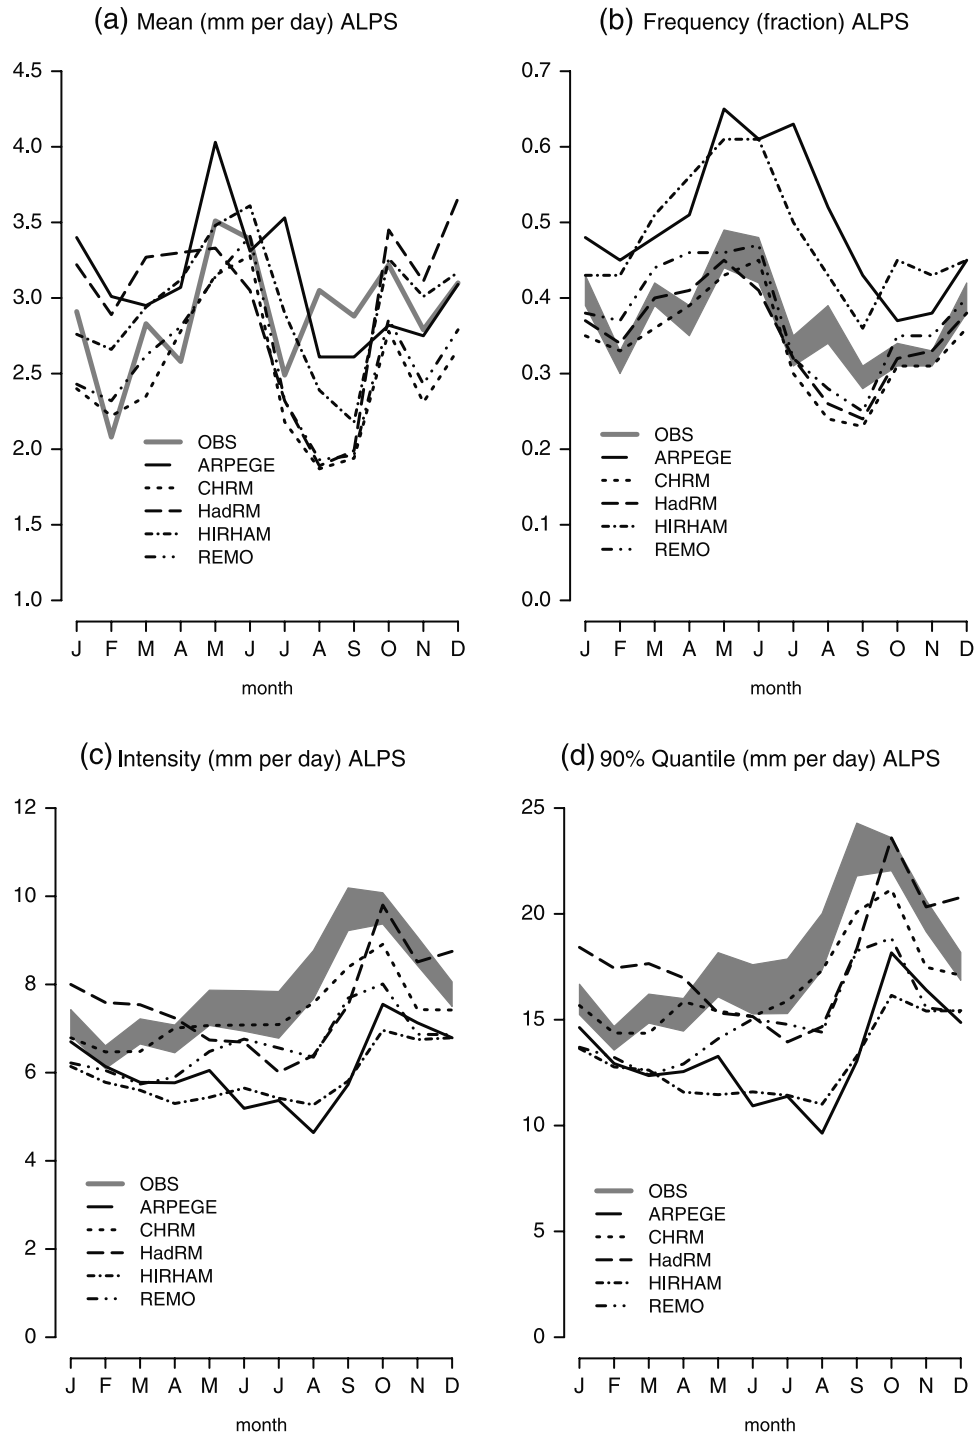 (a) Mean (mm per day) ALPS
4.5
4.0
3.5
3.0
2.5
2.0
1.5
1.0
OBS
ARPEGE
CHRM
HadRM
HIRHAM
REMO
J F M A M J J A S O N D
month
(b) Frequency (fraction) ALPS
0.7
0.6
0.5
0.4
0.3
0.2
0.1
0.0
OBS
ARPEGE
CHRM
HadRM
HIRHAM
REMO
J F M A M J J A S O N D
month
(c) Intensity (mm per day) ALPS
12
10
8
6
4
2
0
OBS
ARPEGE
CHRM
HadRM
HIRHAM
REMO
J F M A M J J A S O N D
month
(d) 90% Quantile (mm per day) ALPS
25
20
15
10
5
0
OBS
ARPEGE
CHRM
HadRM
HIRHAM
REMO
J F M A M J J A S O N D
month